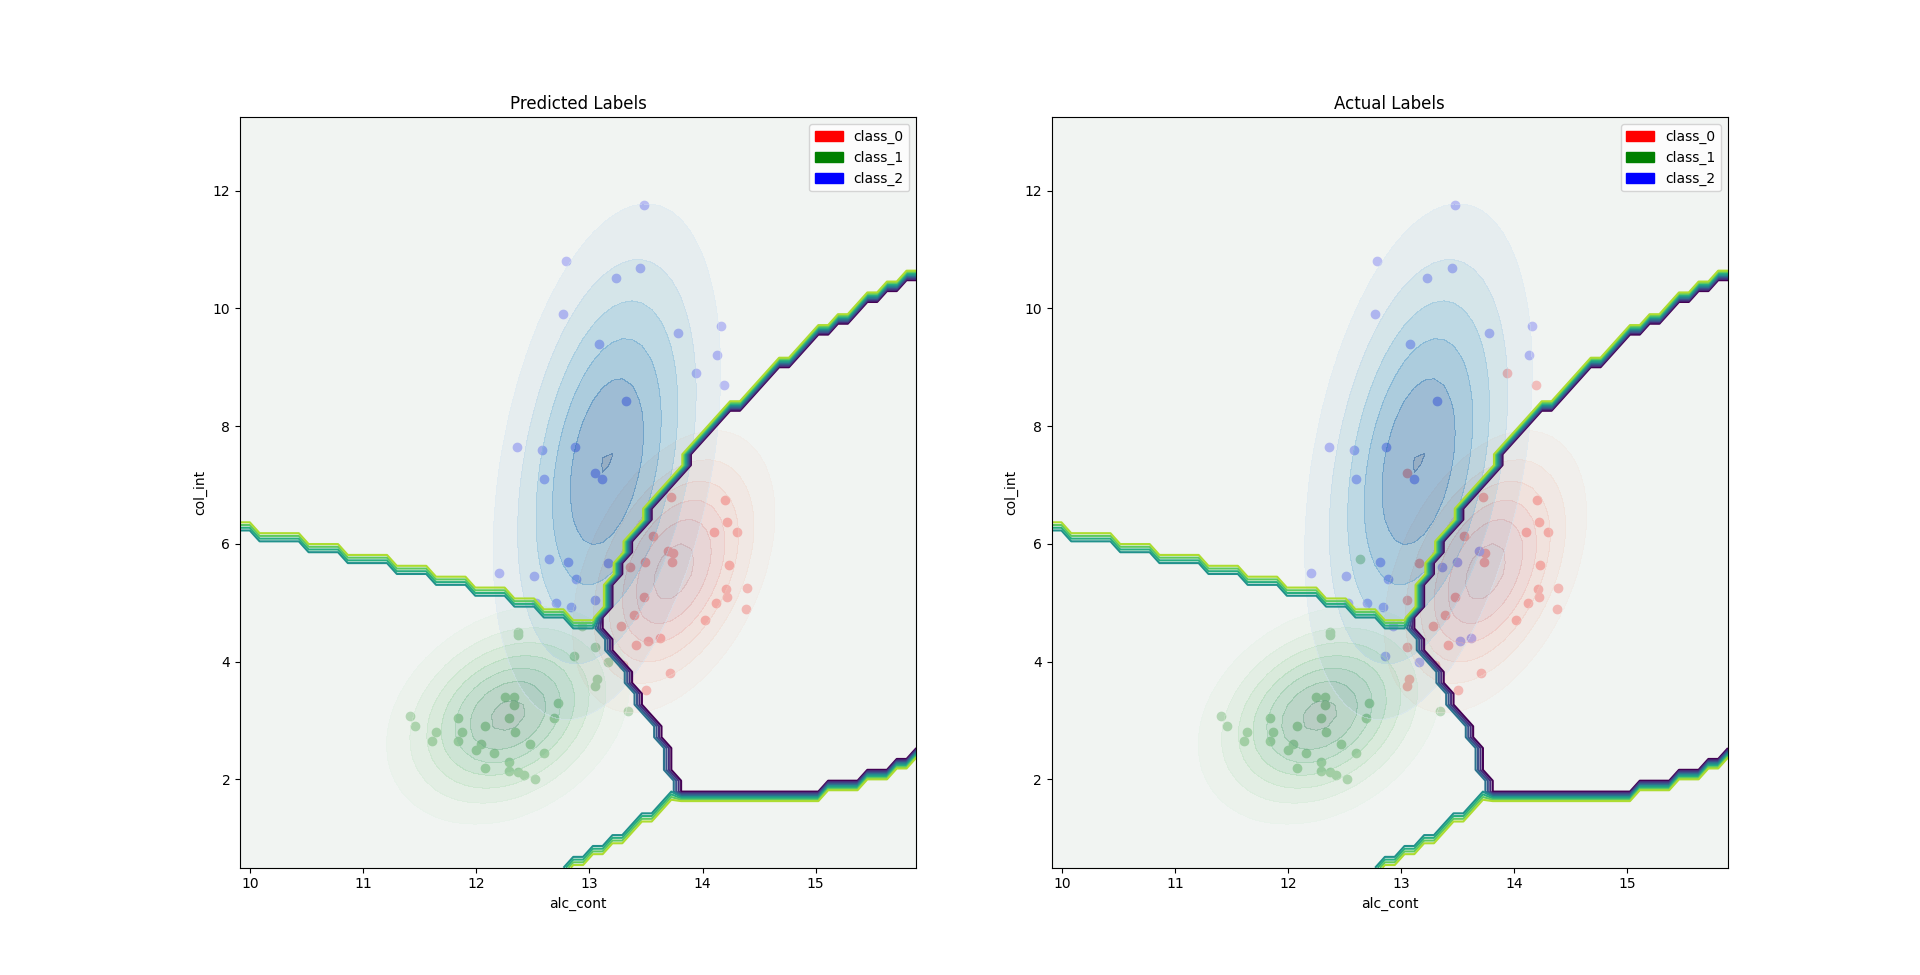 Predicted Labels
class_0
class_1
class_2
12
10
8
6
4
2
col_int
10 11 12 13 14 15
alc_cont
Actual Labels
class_0
class_1
class_2
12
10
8
6
4
2
col_int
10 11 12 13 14 15
alc_cont